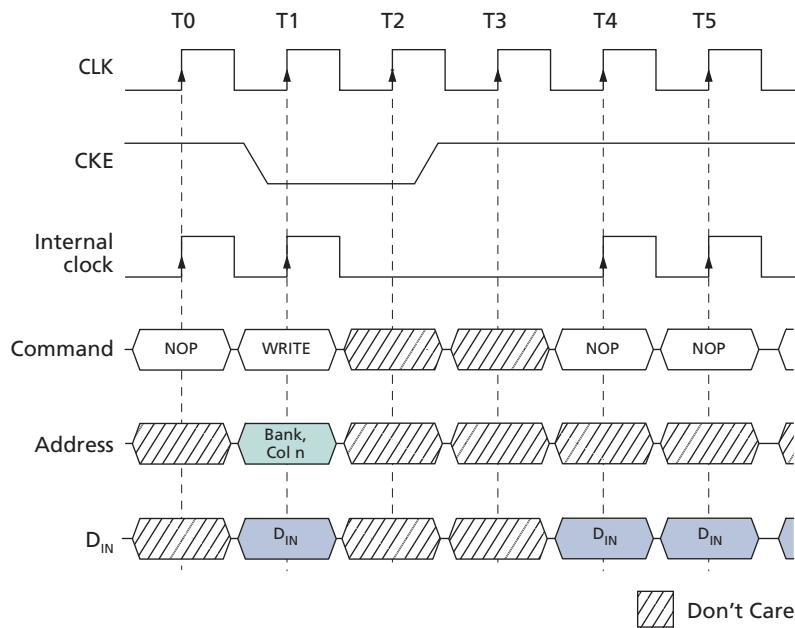 T0 T1 T2 T3 T4 T5
CLK
CKE
Internal
clock
Command NOP WRITE NOP NOP
Address Bank,
Col n
DIN DIN DIN DIN
Don't Care